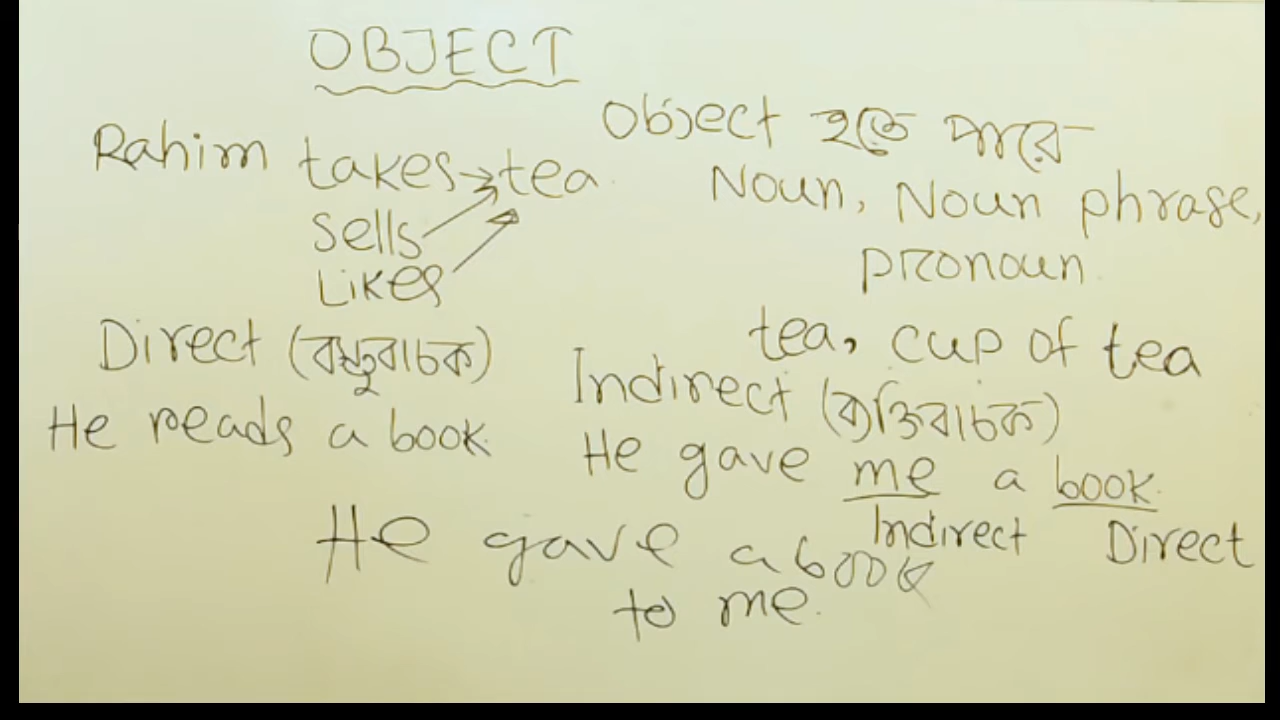 OBJECT
Rahim takes → tea.
Sells
Likes
Object হতে পারে-
Noun, Noun phrase,
pronoun
tea, cup of tea
Direct (বস্তুবাচক)
He reads a book.
Indirect (ব্যক্তিবাচক)
He gave me a book.
Indirect Direct
He gave a book
to me.